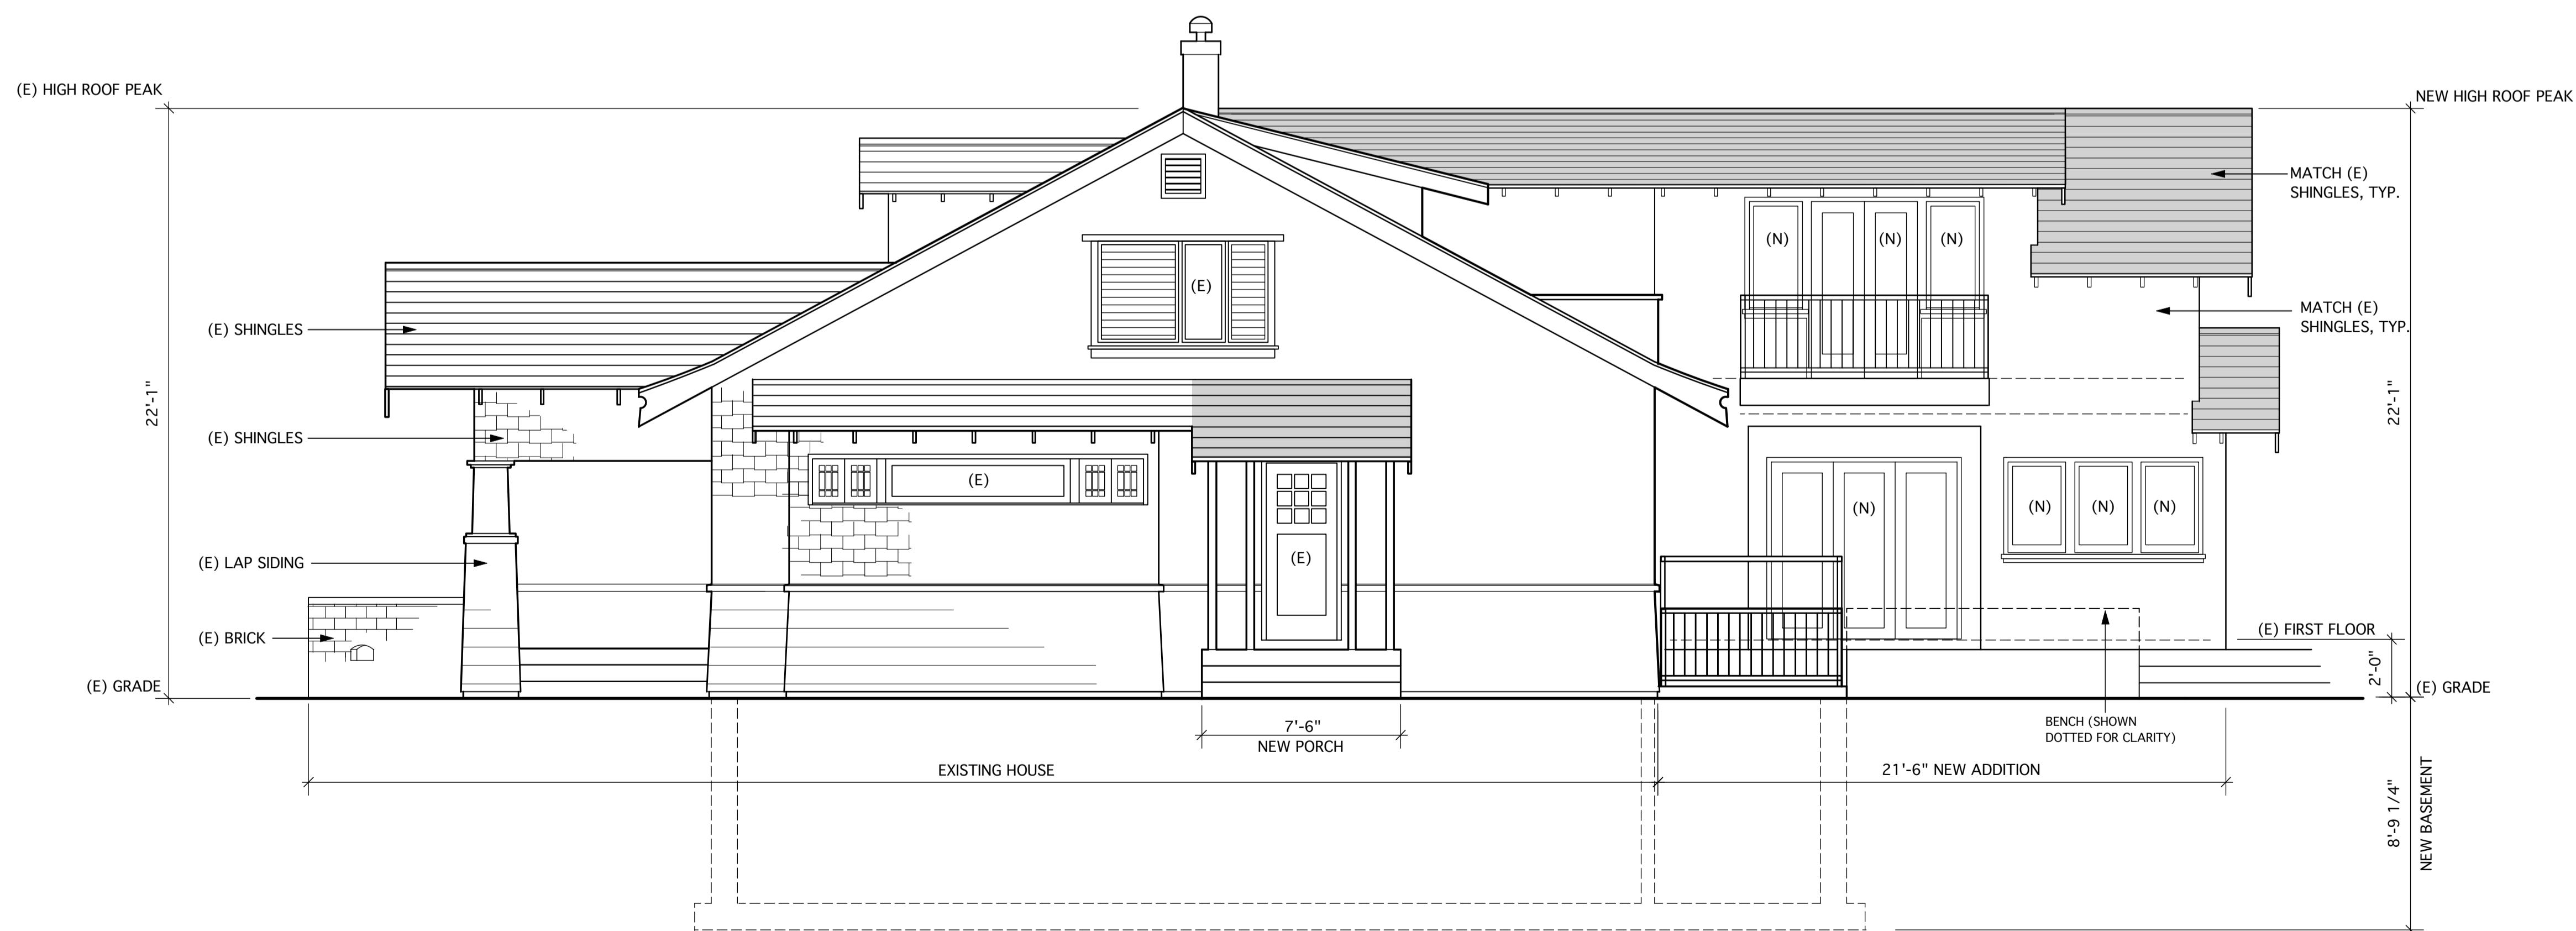 (E) HIGH ROOF PEAK
NEW HIGH ROOF PEAK
MATCH (E)
SHINGLES, TYP.
(N)
(N)
(N)
(E)
MATCH (E)
SHINGLES, TYP.
(E) SHINGLES
22'-1"
22'-1"
(E) SHINGLES
(E)
(N)
(N)
(N)
(N)
(E) LAP SIDING
(E)
(E) BRICK
(E) FIRST FLOOR
2'-0"
(E) GRADE
(E) GRADE
7'-6"
NEW PORCH
BENCH (SHOWN
DOTTED FOR CLARITY)
EXISTING HOUSE
21'-6" NEW ADDITION
8'-9 1/4"
NEW BASEMENT